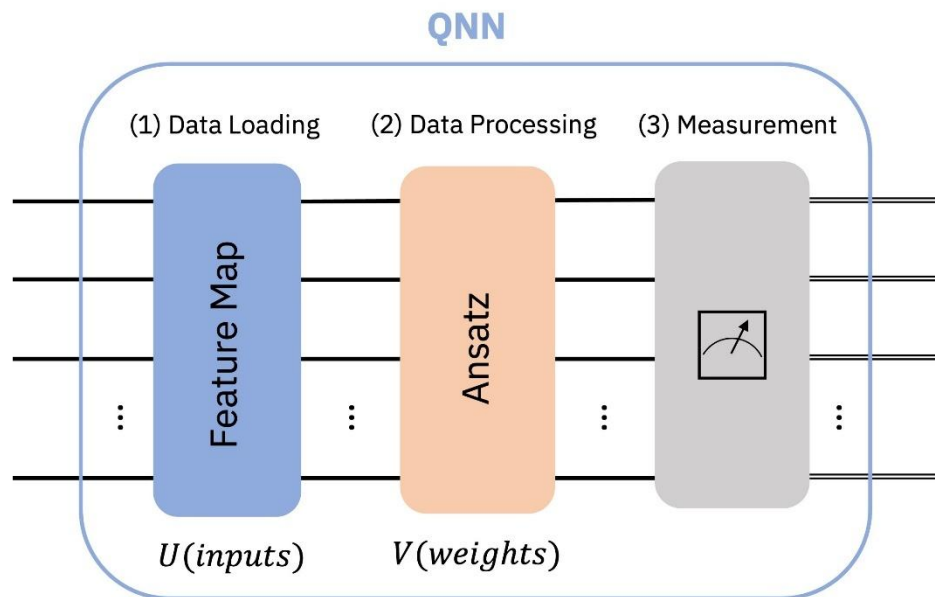 QNN
(1) Data Loading
(2) Data Processing
(3) Measurement
Feature Map
Ansatz
⋮
⋮
⋮
⋮
U(inputs)
V(weights)